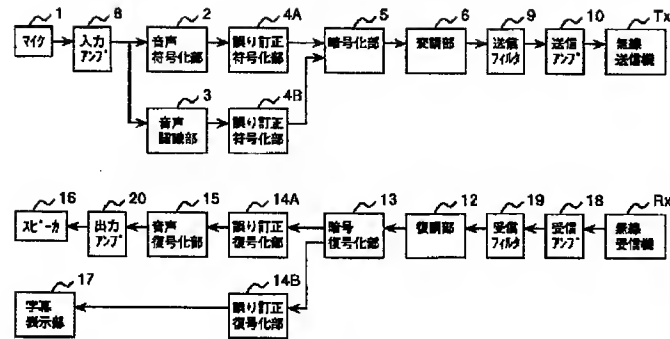 1
8
2
4A
5
6
9
10
Tx
マイク
入力
アンプ
音声
符号化部
誤り訂正
符号化部
暗号化部
変調部
送信
フィルタ
送信
アンプ
無線
送信機
3
4B
音声
認識部
誤り訂正
符号化部
16
20
15
14A
13
12
19
18
Rx
スピーカ
出力
アンプ
音声
復号化部
誤り訂正
復号化部
暗号
復号化部
復調部
受信
フィルタ
受信
アンプ
無線
受信機
17
14B
字幕
表示部
誤り訂正
復号化部